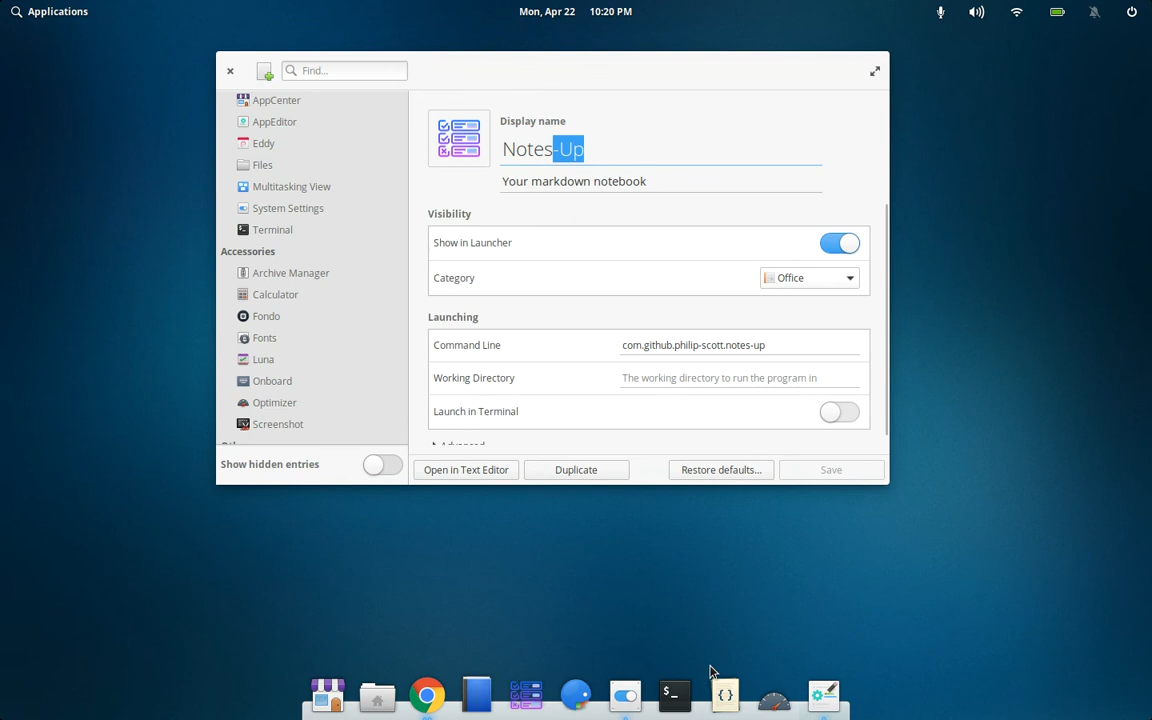 Applications
Mon, Apr 22 10:20 PM
Find...
AppCenter
AppEditor
Eddy
Files
Multitasking View
System Settings
Terminal
Accessories
Archive Manager
Calculator
Fondo
Fonts
Luna
Onboard
Optimizer
Screenshot
Show hidden entries
Display name
Notes-Up
Your markdown notebook
Visibility
Show in Launcher
Category Office
Launching
Command Line com.github.philip-scott.notes-up
Working Directory The working directory to run the program in
Launch in Terminal
Advanced
Open in Text Editor Duplicate Restore defaults... Save